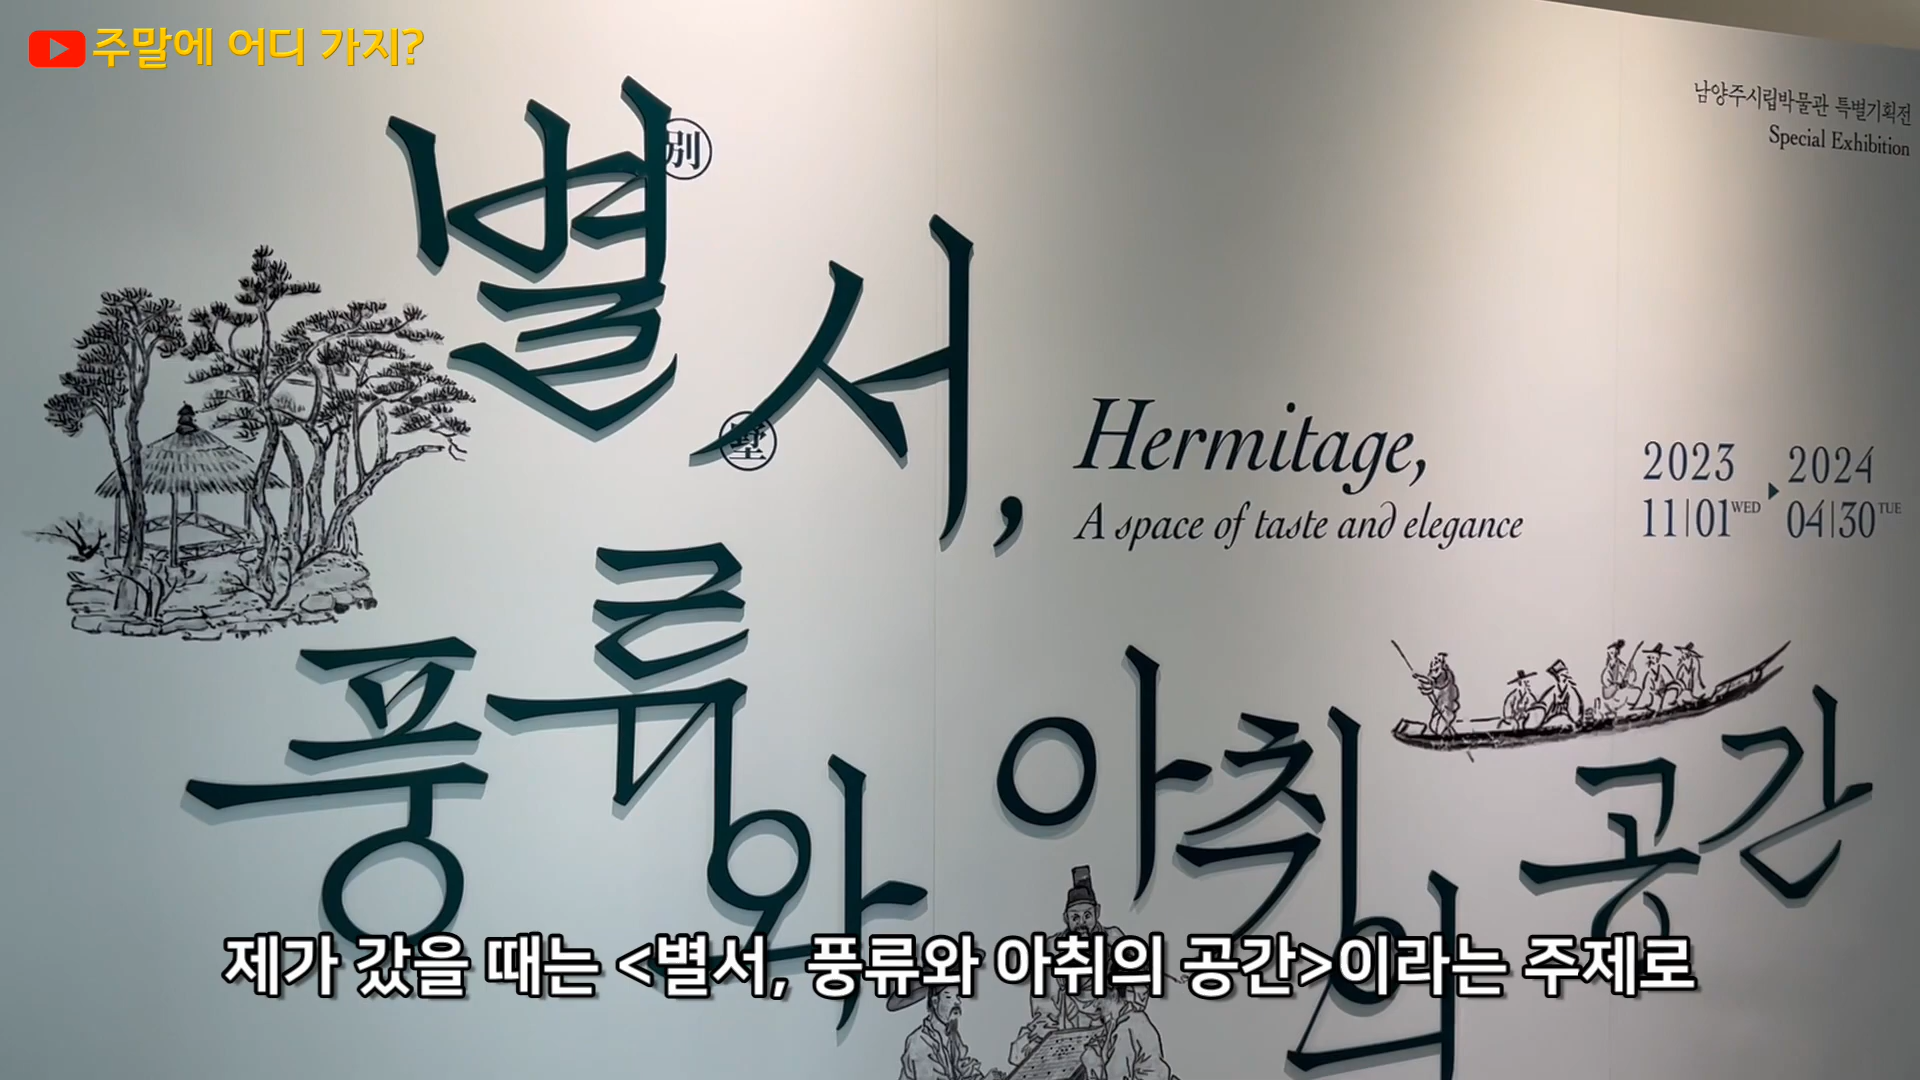 주말에 어디 가지?
남양주시립박물관 특별기획전
Special Exhibition
별서,
別
墅
Hermitage,
A space of taste and elegance
2023 2024
11|01 WED 04|30 TUE
풍류와 아취의 공간
제가 갔을 때는 <별서, 풍류와 아취의 공간>이라는 주제로